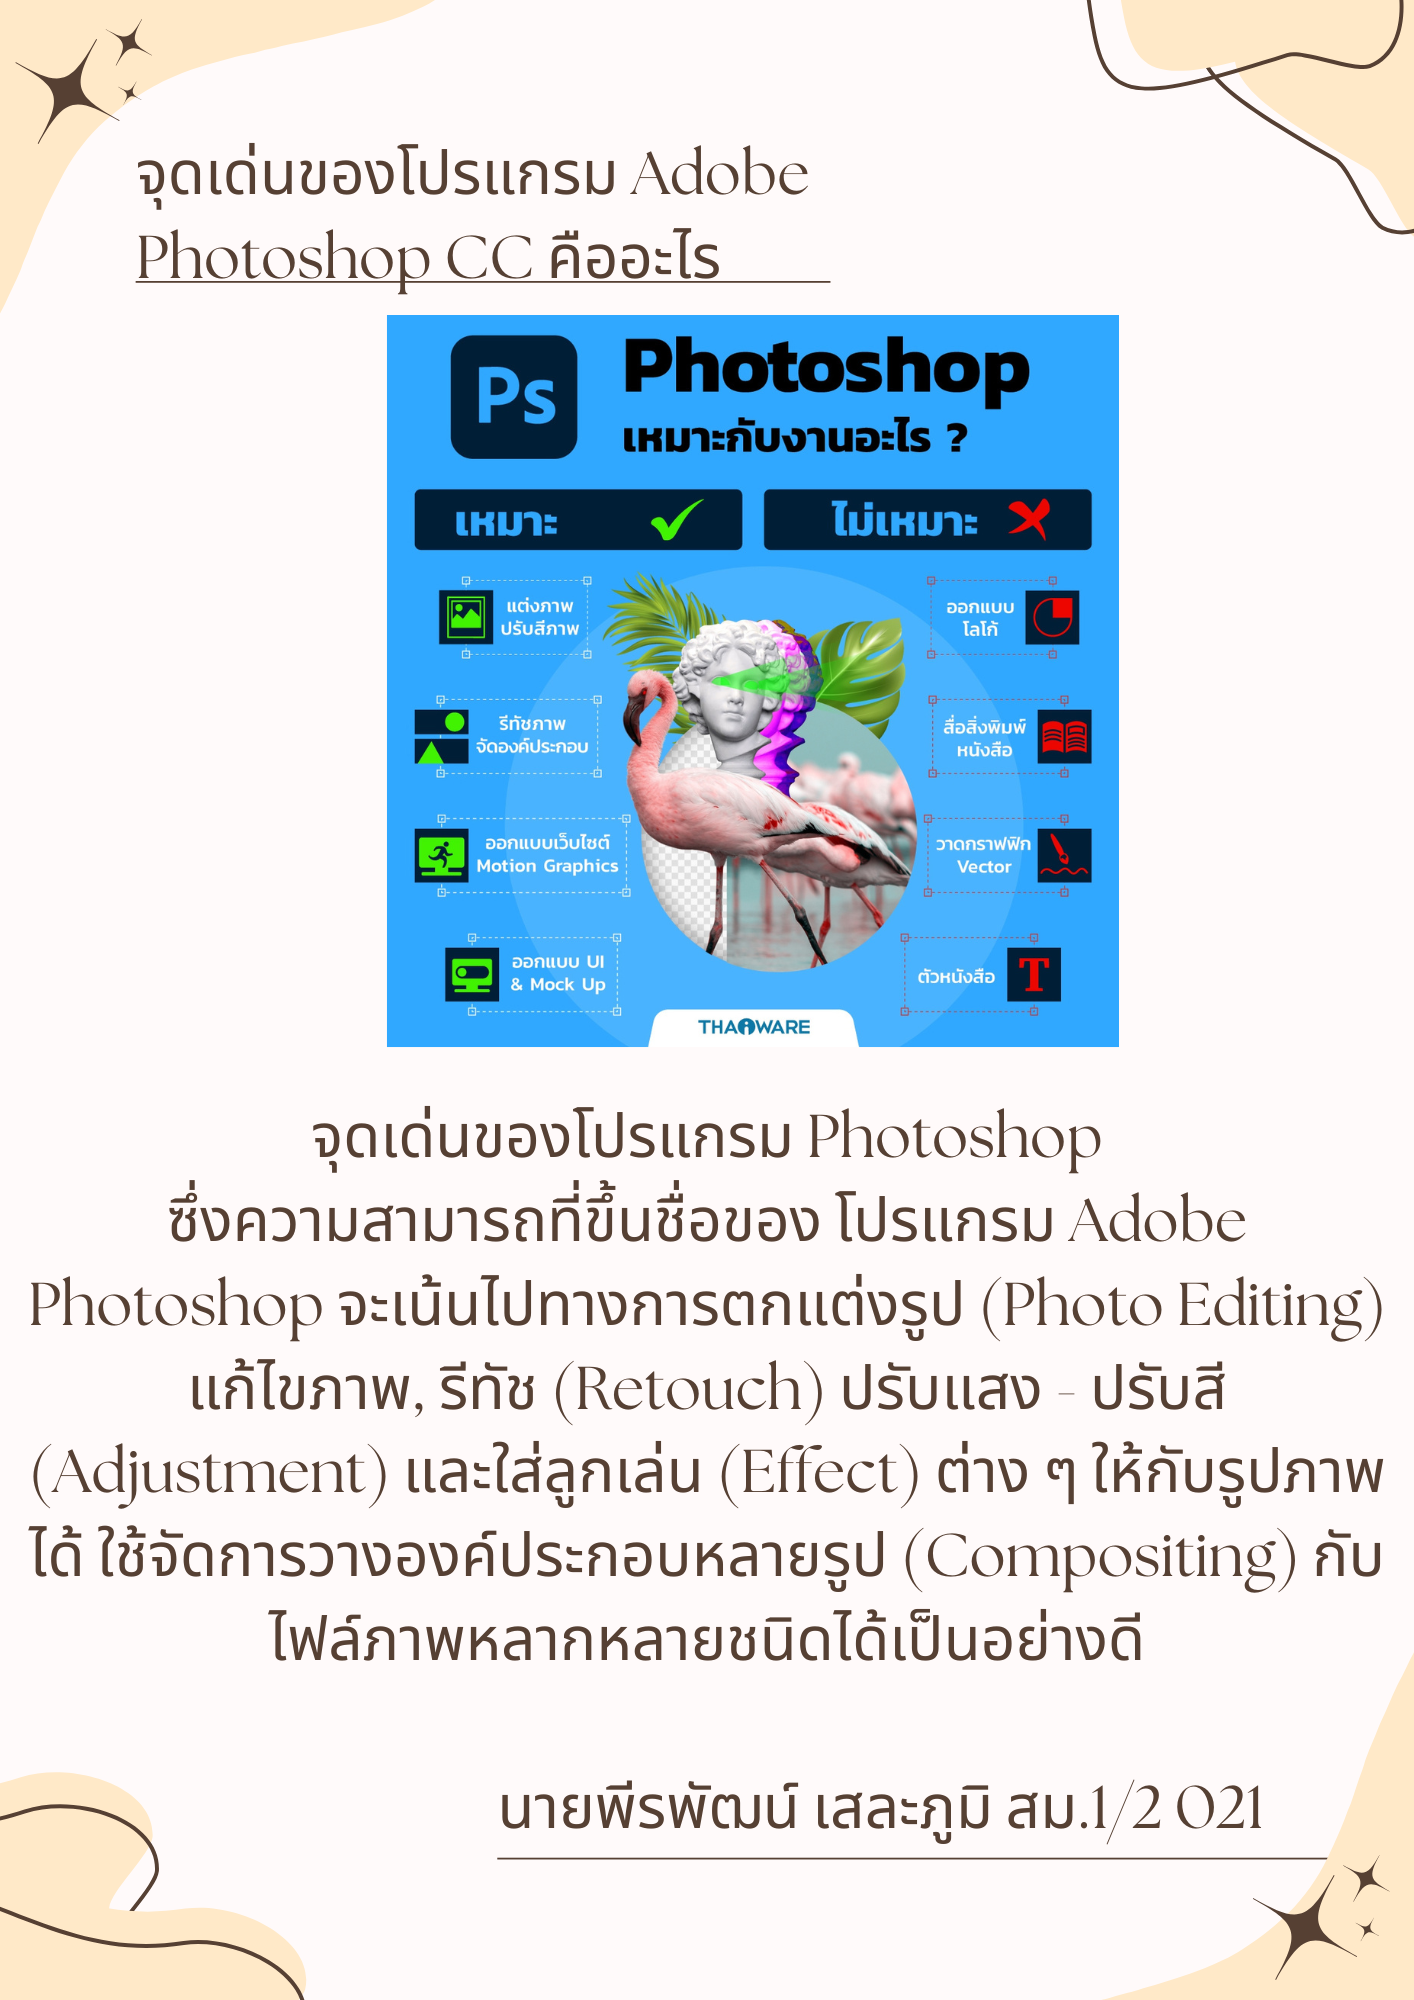 จุดเด่นของโปรแกรม Adobe
Photoshop CC คืออะไร
Ps
Photoshop
เหมาะกับงานอะไร ?
เหมาะ
ไม่เหมาะ
แต่งภาพ
ปรับสีภาพ
ออกแบบ
โลโก้
รีทัชภาพ
จัดองค์ประกอบ
สื่อสิ่งพิมพ์
หนังสือ
ออกแบบเว็บไซต์
Motion Graphics
วาดกราฟฟิก
Vector
ออกแบบ UI
& Mock Up
ตัวหนังสือ
T
THAIWARE
จุดเด่นของโปรแกรม Photoshop
ซึ่งความสามารถที่ขึ้นชื่อของ โปรแกรม Adobe
Photoshop จะเน้นไปทางการตกแต่งรูป (Photo Editing)
แก้ไขภาพ, รีทัช (Retouch) ปรับแสง - ปรับสี
(Adjustment) และใส่ลูกเล่น (Effect) ต่าง ๆ ให้กับรูปภาพ
ได้ ใช้จัดการวางองค์ประกอบหลายรูป (Compositing) กับ
ไฟล์ภาพหลากหลายชนิดได้เป็นอย่างดี
นายพีรพัฒน์ เสละภูมิ สม.1/2 021